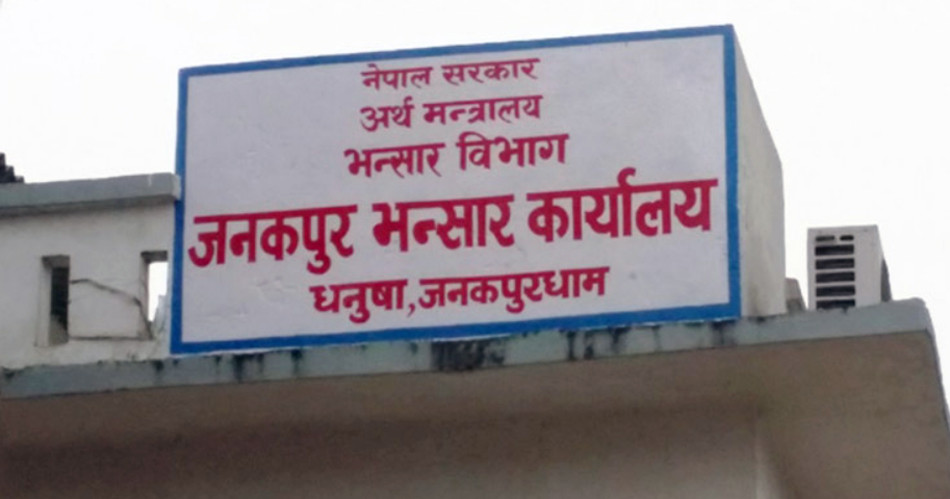 नेपाल सरकार
अर्थ मन्त्रालय
भन्सार विभाग
जनकपुर भन्सार कार्यालय
धनुषा,जनकपुरधाम